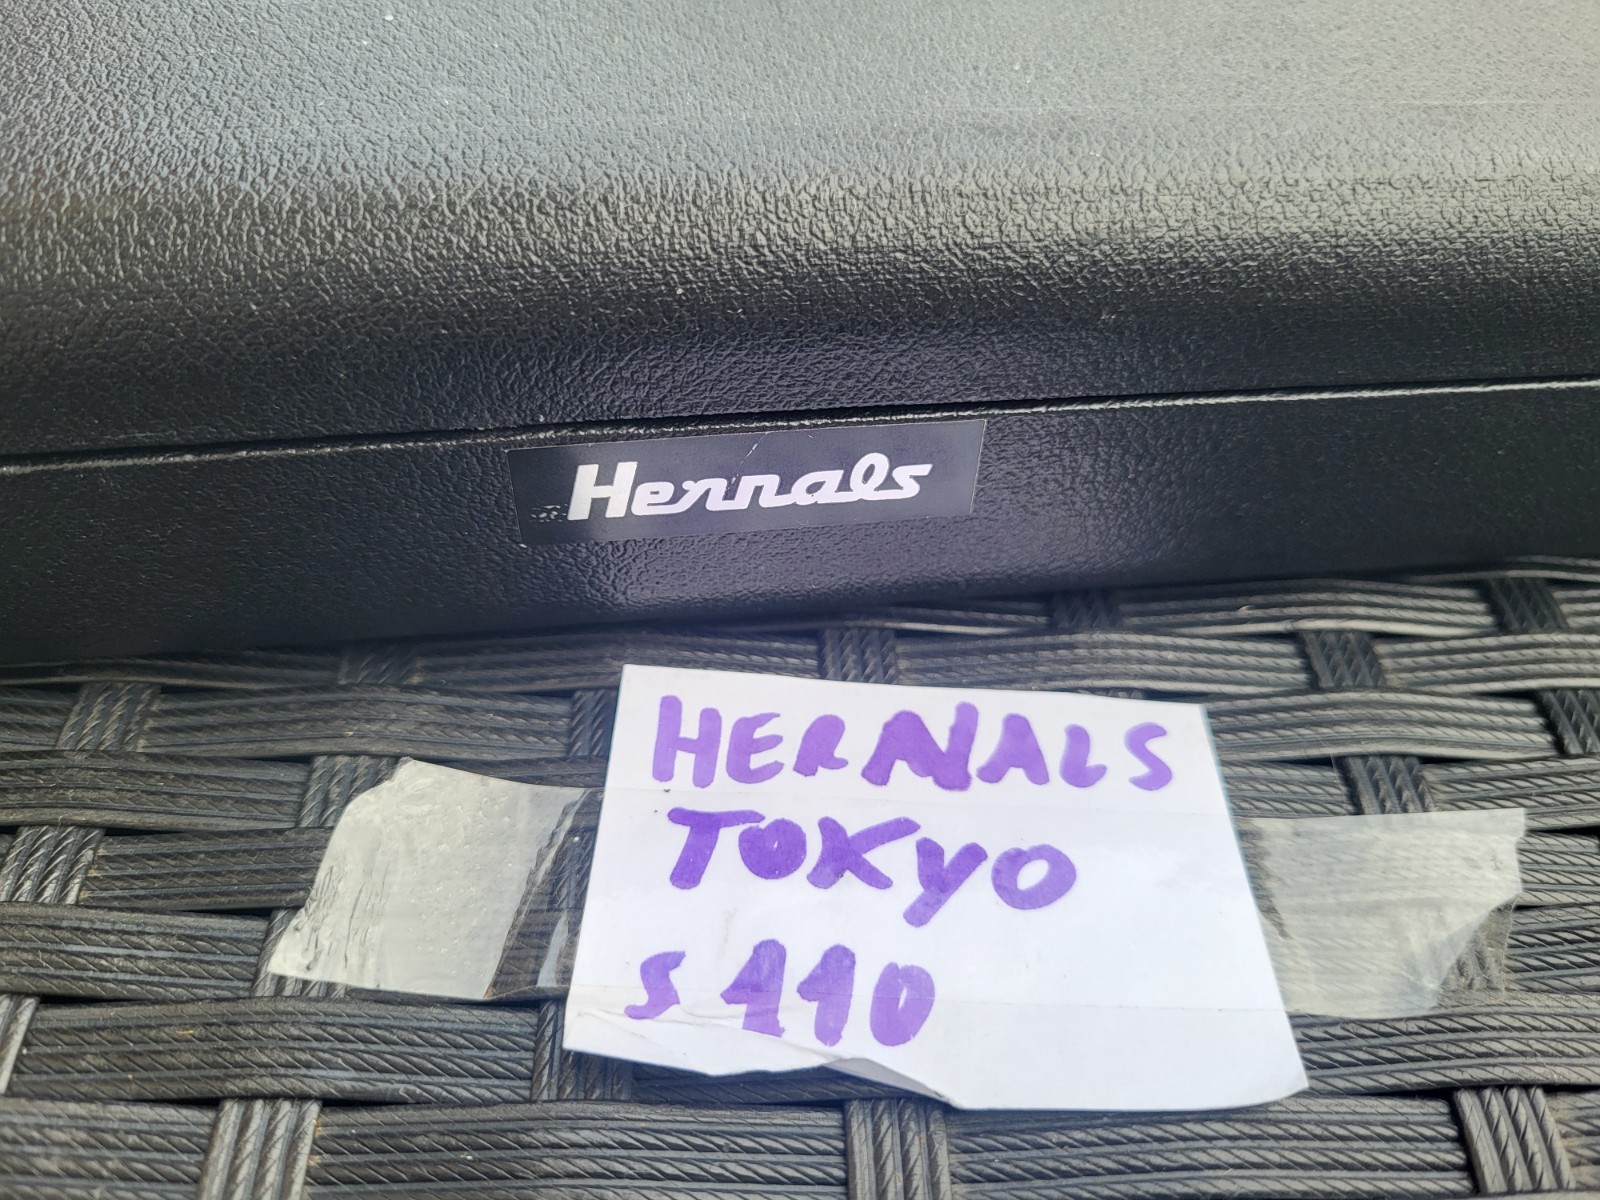 Hernals
HERNALS
TOKYO
S 110